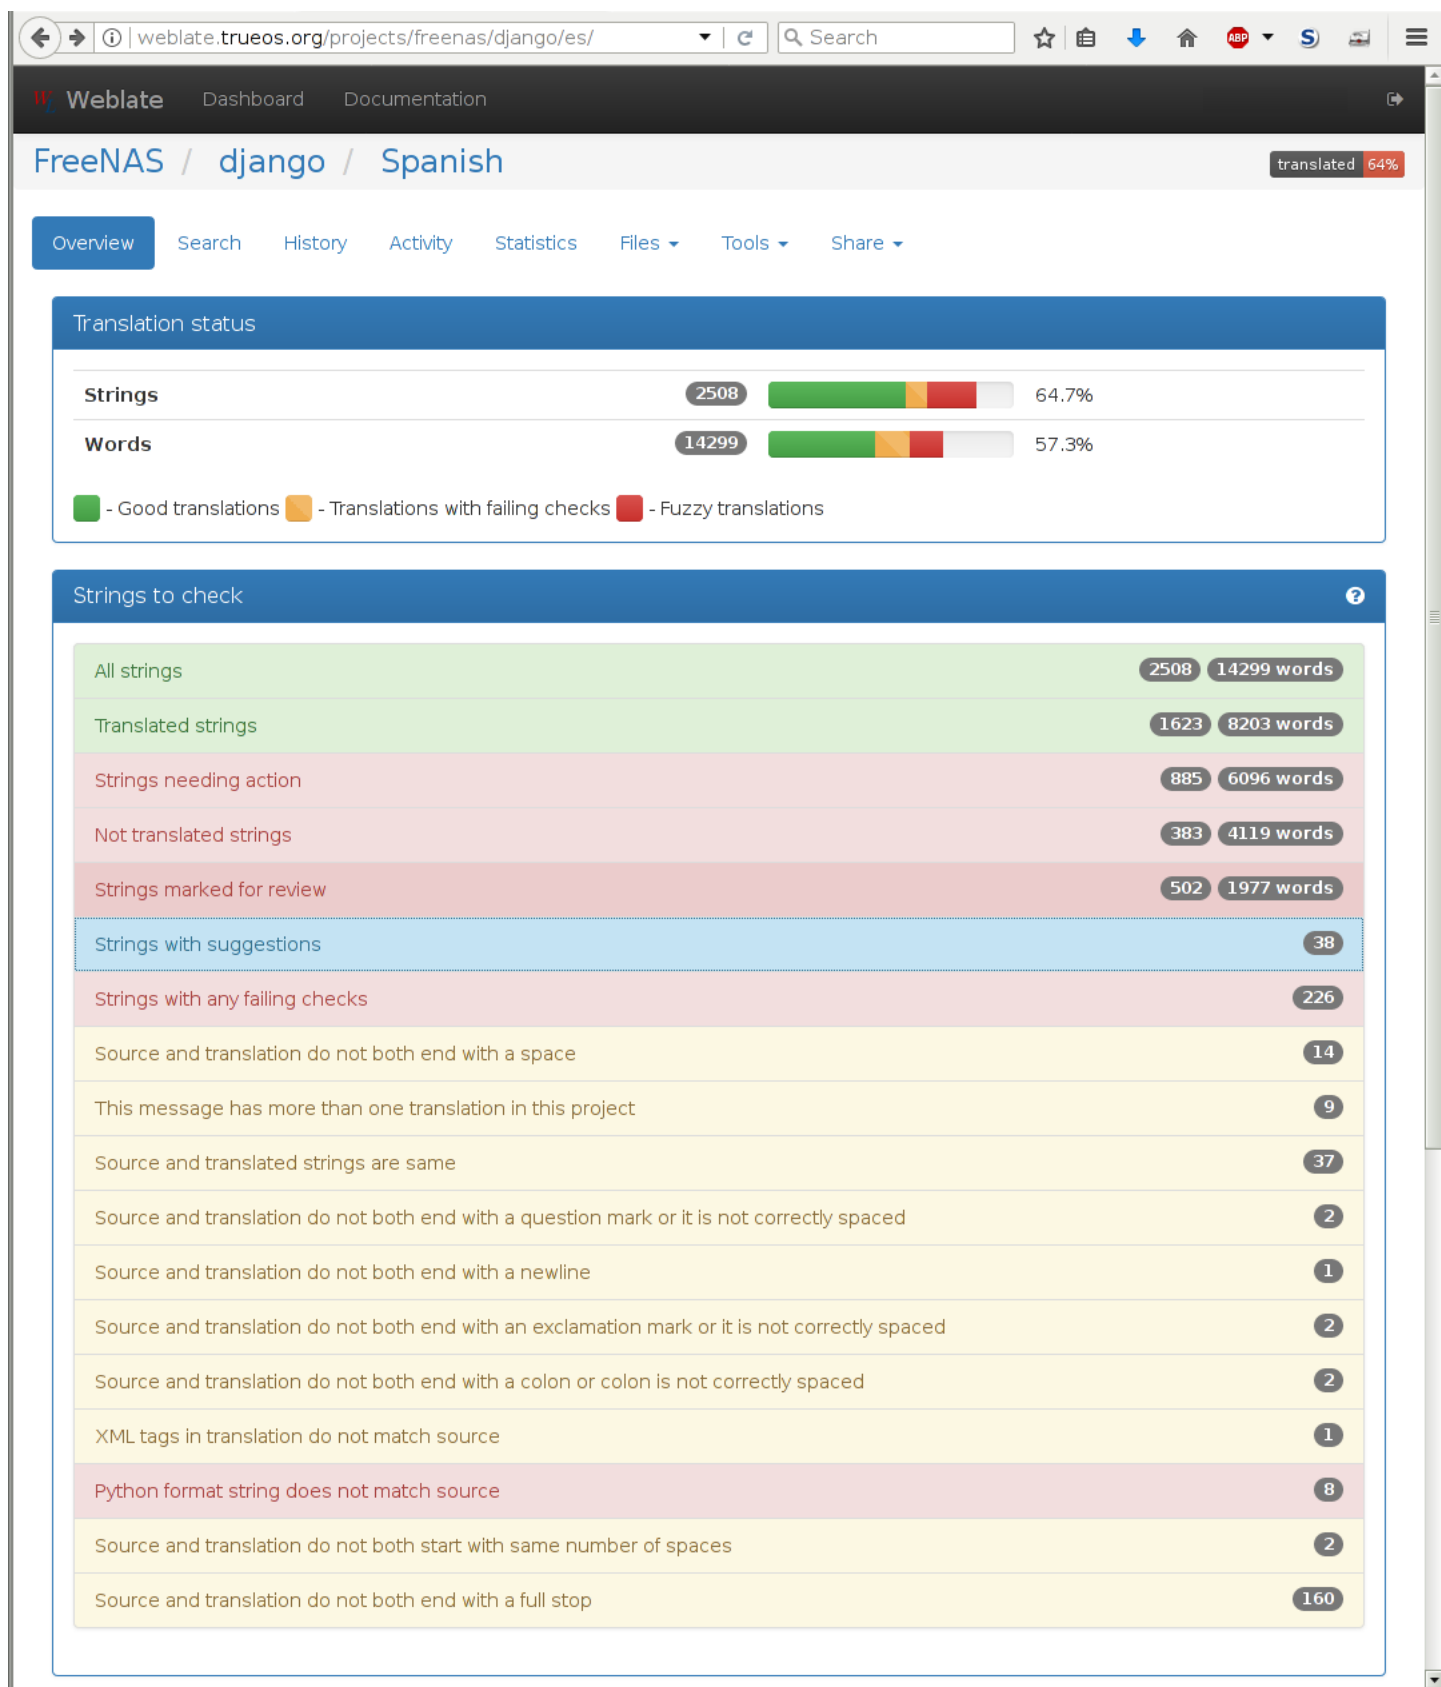 weblate.trueos.org/projects/freenas/django/es/ Search ABP S
Weblate Dashboard Documentation
FreeNAS / django / Spanish translated 64%
Overview Search History Activity Statistics Files Tools Share
Translation status
Strings 2508 64.7%
Words 14299 57.3%
- Good translations - Translations with failing checks - Fuzzy translations
Strings to check ?
All strings 2508 14299 words
Translated strings 1623 8203 words
Strings needing action 885 6096 words
Not translated strings 383 4119 words
Strings marked for review 502 1977 words
Strings with suggestions 38
Strings with any failing checks 226
Source and translation do not both end with a space 14
This message has more than one translation in this project 9
Source and translated strings are same 37
Source and translation do not both end with a question mark or it is not correctly spaced 2
Source and translation do not both end with a newline 1
Source and translation do not both end with an exclamation mark or it is not correctly spaced 2
Source and translation do not both end with a colon or colon is not correctly spaced 2
XML tags in translation do not match source 1
Python format string does not match source 8
Source and translation do not both start with same number of spaces 2
Source and translation do not both end with a full stop 160